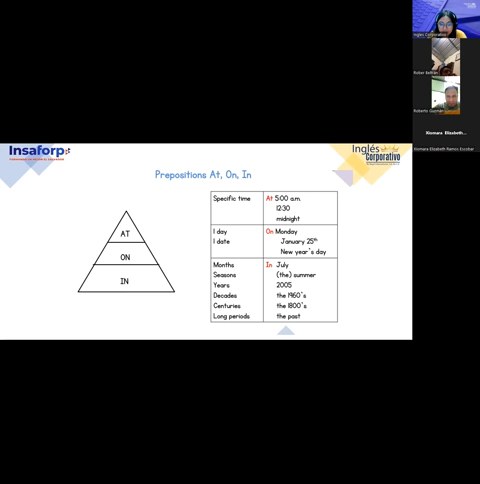 Inglés Corporativo
Rober Beltrán
Roberto Guzmán
Xiomara Elizabeth...
Xiomara Elizabeth Ramos Escobar
Insaforp
Inglés
Corporativo
Prepositions At, On, In
AT
ON
IN
Specific time At 5:00 a.m.
12:30
midnight
1 day On Monday
1 date January 25th
New year's day
Months In July
Seasons (the) summer
Years 2005
Decades the 1960's
Centuries the 1800's
Long periods the past